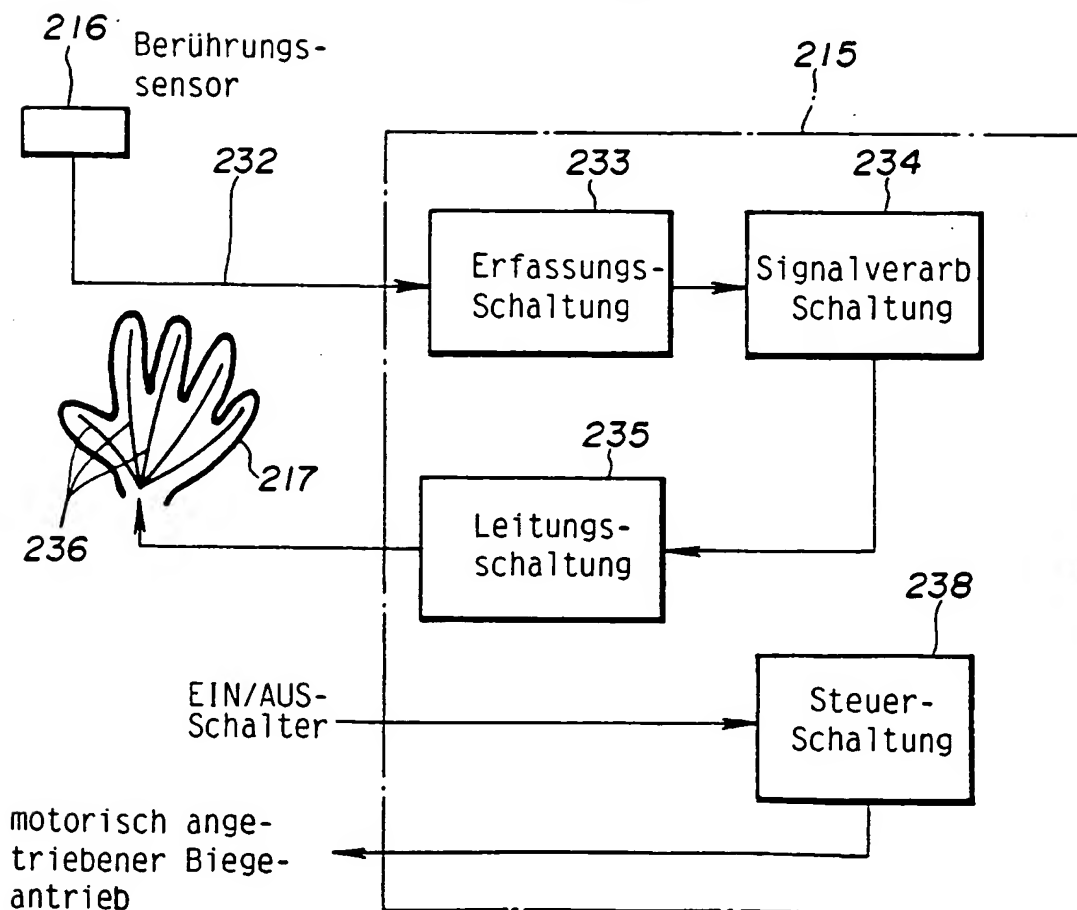 216
Berührungs-
sensor
215
232
233
234
Erfassungs-
Schaltung
Signalverarb
Schaltung
217
236
235
Leitungs-
schaltung
238
EIN/AUS-
Schalter
Steuer-
Schaltung
motorisch ange-
triebener Biege-
antrieb